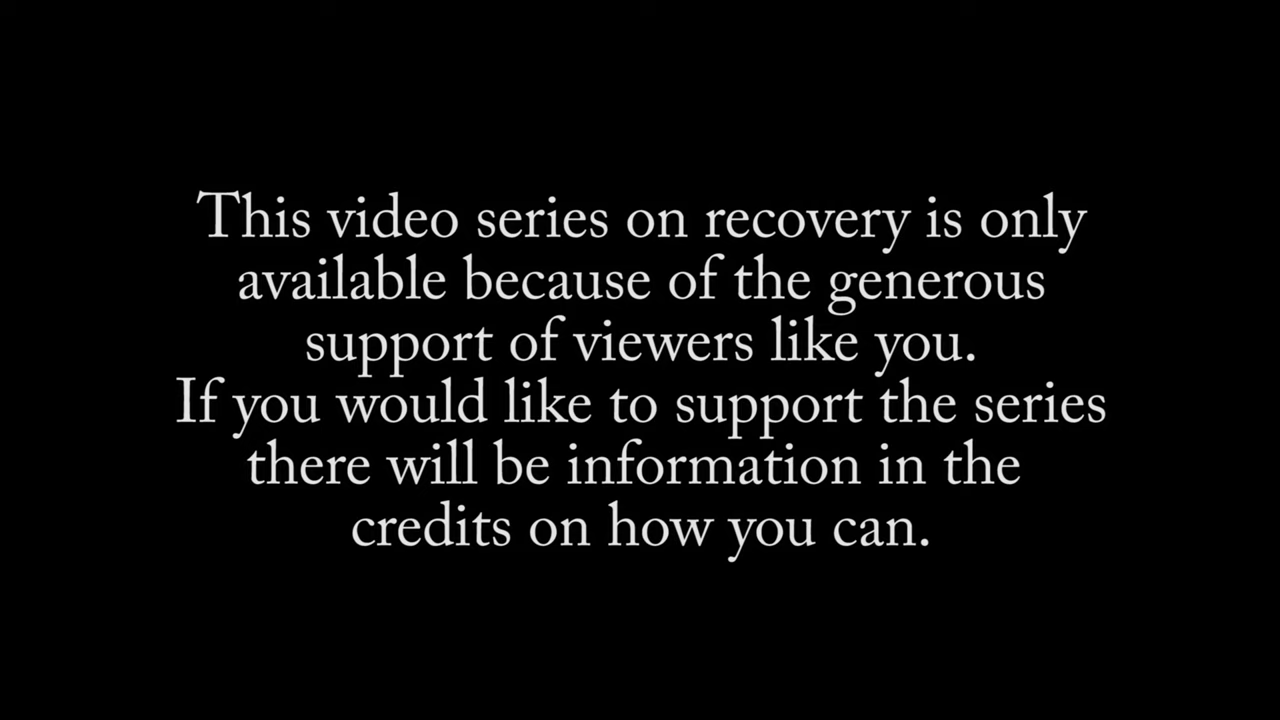 This video series on recovery is only
available because of the generous
support of viewers like you.
If you would like to support the series
there will be information in the
credits on how you can.